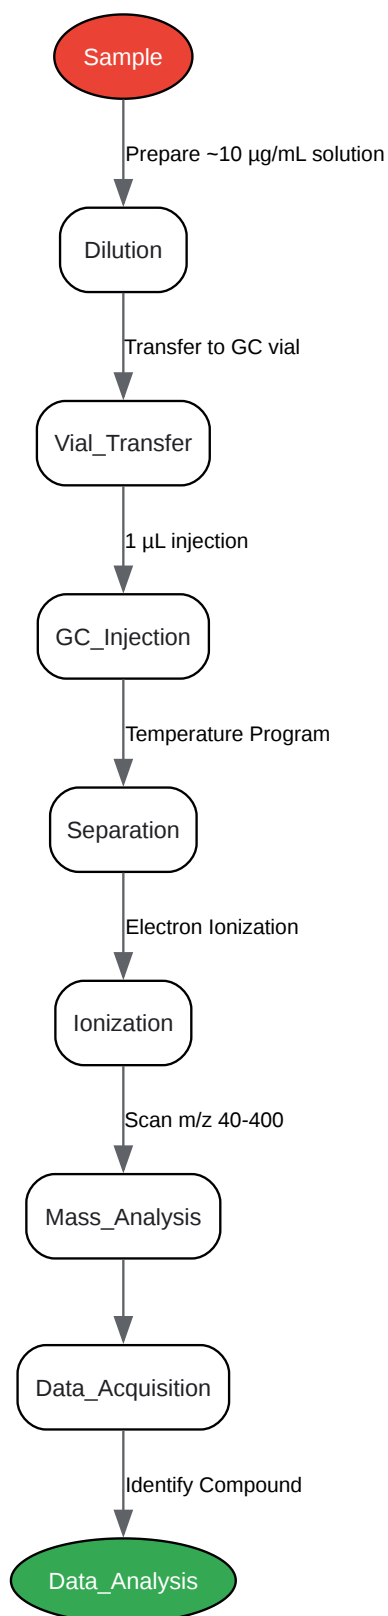 Sample
Prepare ~10 µg/mL solution
Dilution
Transfer to GC vial
Vial_Transfer
1 µL injection
GC_Injection
Temperature Program
Separation
Electron Ionization
Ionization
Scan m/z 40-400
Mass_Analysis
Data_Acquisition
Identify Compound
Data_Analysis